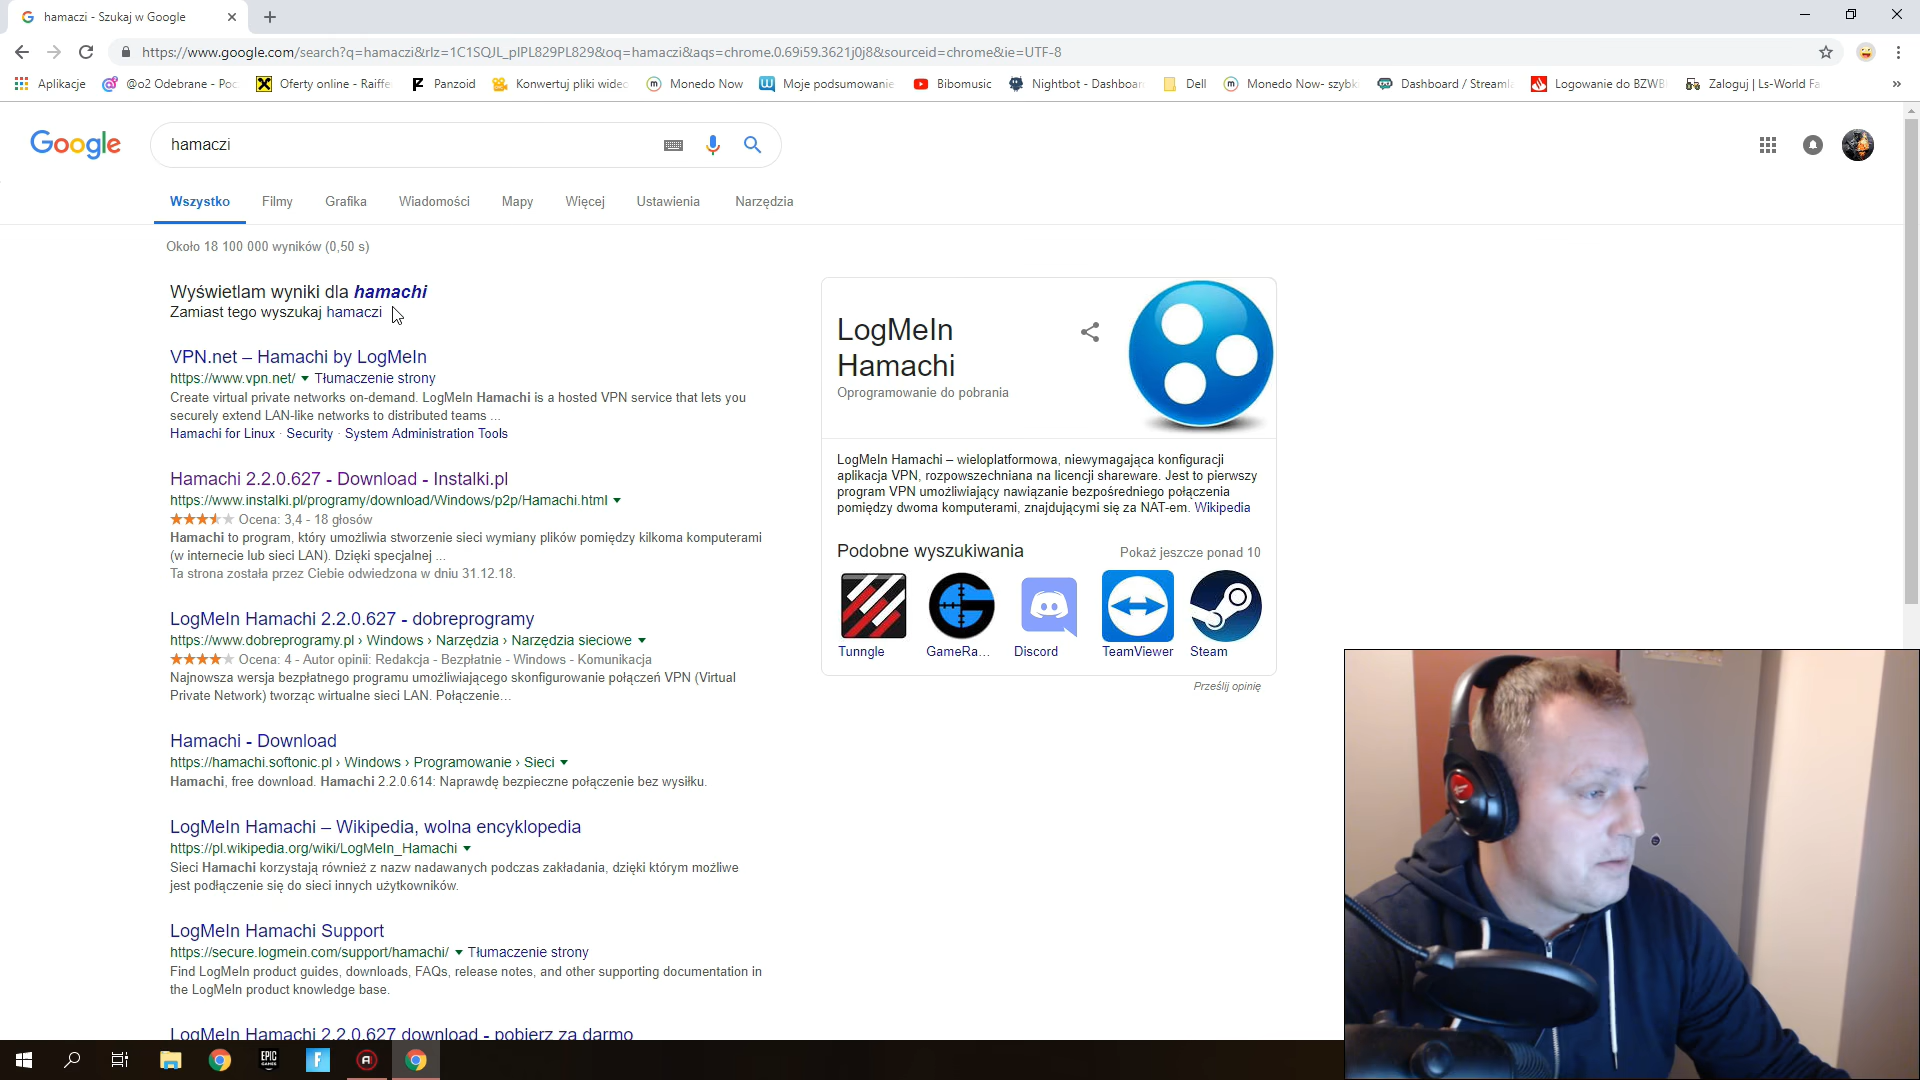 hamaczi - Szukaj w Google
https://www.google.com/search?q=hamaczi&rlz=1C1SQJL_plPL829PL829&oq=hamaczi&aqs=chrome.0.69i59.3621j0j8&sourceid=chrome&ie=UTF-8
Aplikacje @o2 Odebrane - Poc Oferty online - Raiffe Panzoid Konwertuj pliki widec Monedo Now Moje podsumowanie Bibomusic Nightbot - Dashboar Dell Monedo Now- szybk Dashboard / Streaml Logowanie do BZWB Zaloguj | Ls-World Fa »
Google
hamaczi
Wszystko Filmy Grafika Wiadomości Mapy Więcej Ustawienia Narzędzia
Około 18 100 000 wyników (0,50 s)
Wyświetlam wyniki dla hamachi
Zamiast tego wyszukaj hamaczi
VPN.net – Hamachi by LogMeIn
https://www.vpn.net/ Tłumaczenie strony
Create virtual private networks on-demand. LogMeIn Hamachi is a hosted VPN service that lets you
securely extend LAN-like networks to distributed teams ...
Hamachi for Linux · Security · System Administration Tools
Hamachi 2.2.0.627 - Download - Instalki.pl
https://www.instalki.pl/programy/download/Windows/p2p/Hamachi.html
Ocena: 3,4 - 18 głosów
Hamachi to program, który umożliwia stworzenie sieci wymiany plików pomiędzy kilkoma komputerami
(w internecie lub sieci LAN). Dzięki specjalnej ...
Ta strona została przez Ciebie odwiedzona w dniu 31.12.18.
LogMeIn Hamachi 2.2.0.627 - dobreprogramy
https://www.dobreprogramy.pl › Windows › Narzędzia › Narzędzia sieciowe
Ocena: 4 - Autor opinii: Redakcja - Bezpłatnie - Windows - Komunikacja
Najnowsza wersja bezpłatnego programu umożliwiającego skonfigurowanie połączeń VPN (Virtual
Private Network) tworząc wirtualne sieci LAN. Połączenie...
Hamachi - Download
https://hamachi.softonic.pl › Windows › Programowanie › Sieci
Hamachi, free download. Hamachi 2.2.0.614: Naprawdę bezpieczne połączenie bez wysiłku.
LogMeIn Hamachi – Wikipedia, wolna encyklopedia
https://pl.wikipedia.org/wiki/LogMeIn_Hamachi
Sieci Hamachi korzystają również z nazw nadawanych podczas zakładania, dzięki którym możliwe
jest podłączenie się do sieci innych użytkowników.
LogMeIn Hamachi Support
https://secure.logmein.com/support/hamachi/ Tłumaczenie strony
Find LogMeIn product guides, downloads, FAQs, release notes, and other supporting documentation in
the LogMeIn product knowledge base.
LogMeIn Hamachi 2.2.0.627 download - pobierz za darmo
LogMeIn
Hamachi
Oprogramowanie do pobrania
LogMeIn Hamachi – wieloplatformowa, niewymagająca konfiguracji
aplikacja VPN, rozpowszechniana na licencji shareware. Jest to pierwszy
program VPN umożliwiający nawiązanie bezpośredniego połączenia
pomiędzy dwoma komputerami, znajdującymi się za NAT-em. Wikipedia
Podobne wyszukiwania Pokaż jeszcze ponad 10
Tunngle GameRa... Discord TeamViewer Steam
Prześlij opinię
EPIC
GAMES